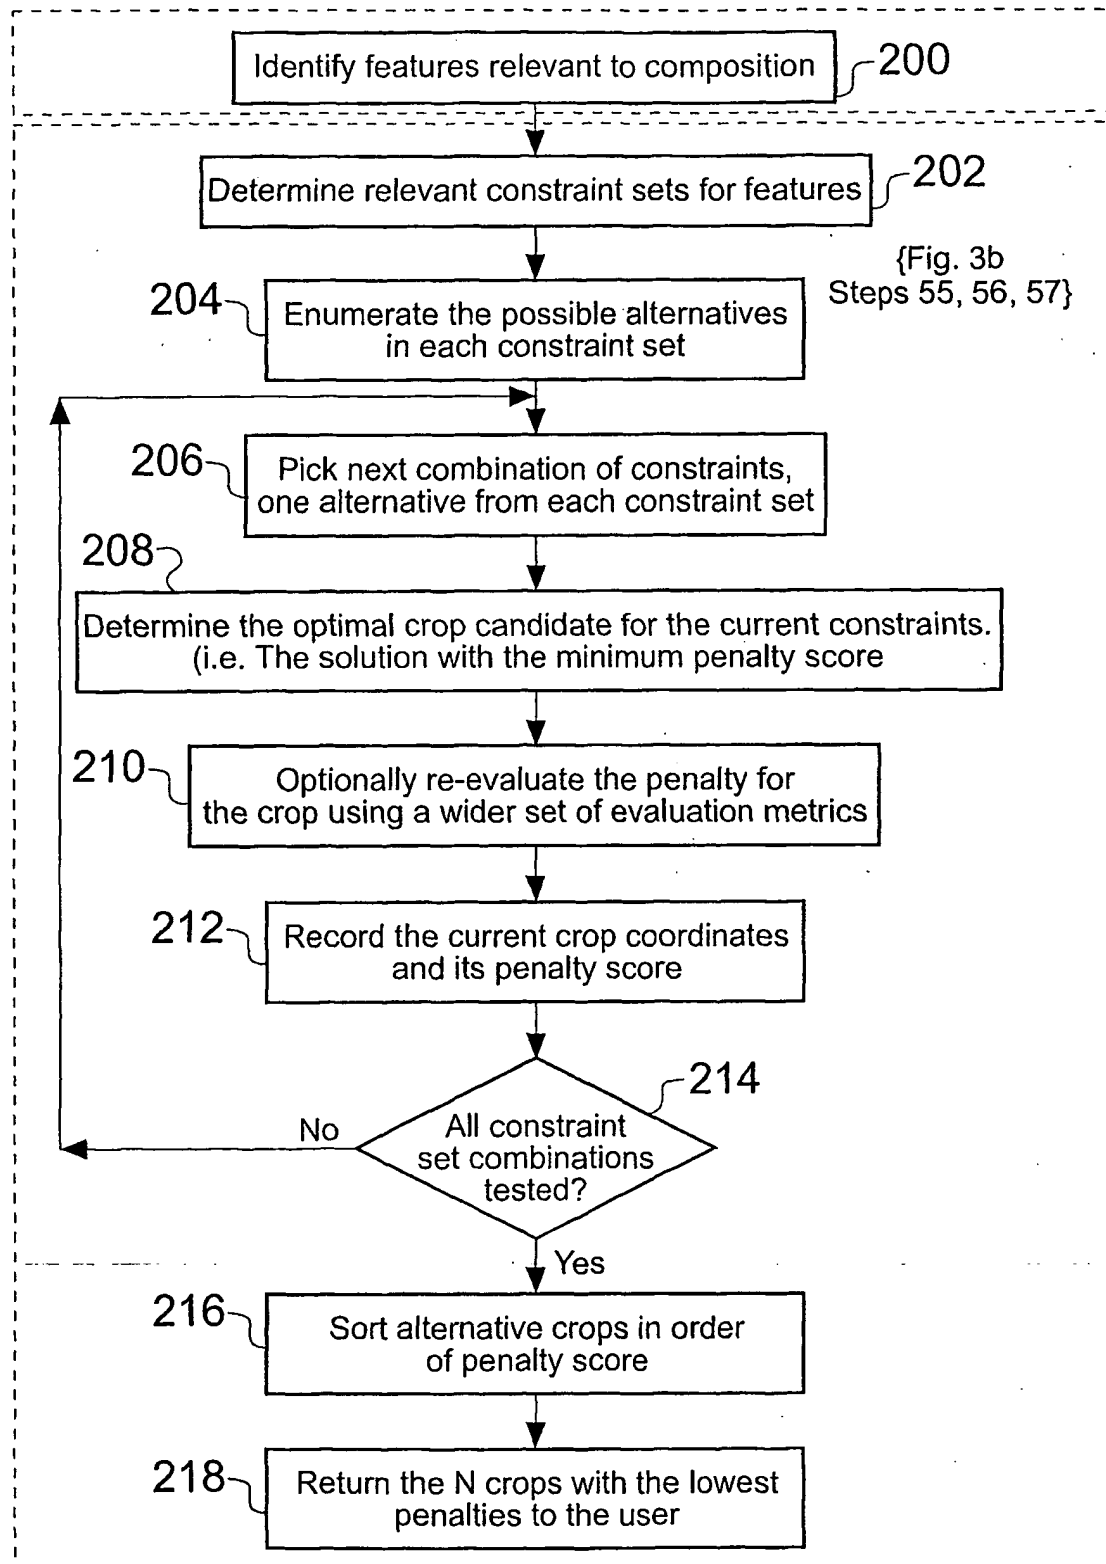 Identify features relevant to composition
200
Determine relevant constraint sets for features
202
{Fig. 3b
Steps 55, 56, 57}
204
Enumerate the possible alternatives
in each constraint set
206
Pick next combination of constraints,
one alternative from each constraint set
208
Determine the optimal crop candidate for the current constraints.
(i.e. The solution with the minimum penalty score
210
Optionally re-evaluate the penalty for
the crop using a wider set of evaluation metrics
212
Record the current crop coordinates
and its penalty score
214
All constraint
set combinations
tested?
No
Yes
216
Sort alternative crops in order
of penalty score
218
Return the N crops with the lowest
penalties to the user